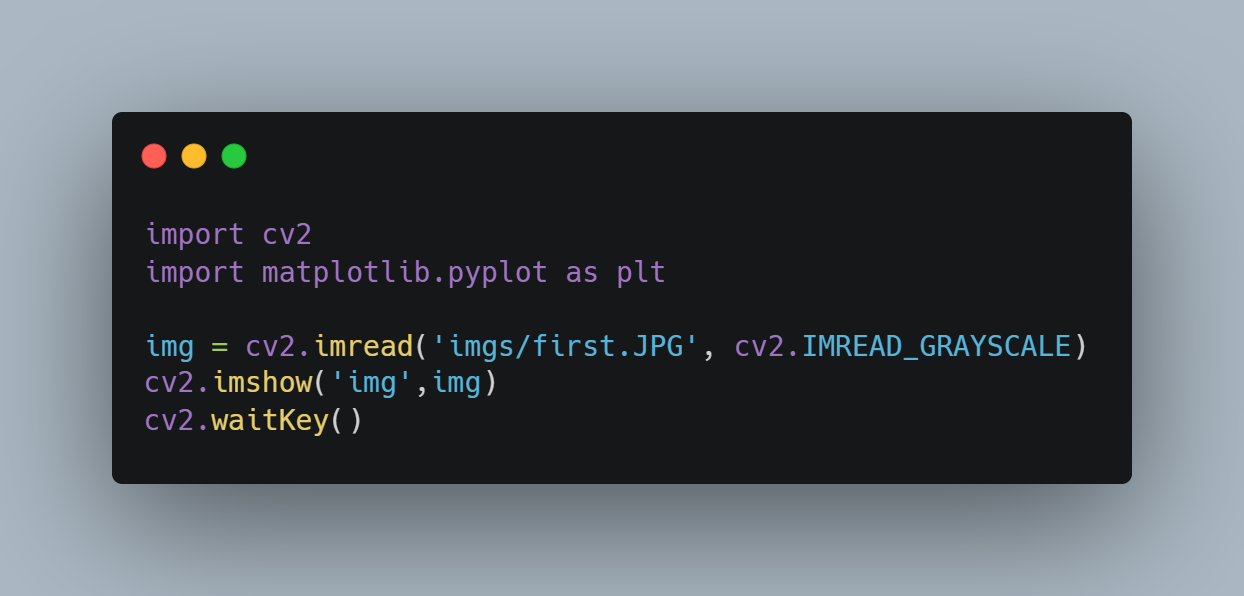 import cv2
import matplotlib.pyplot as plt
img = cv2.imread('imgs/first.JPG', cv2.IMREAD_GRAYSCALE)
cv2.imshow('img',img)
cv2.waitKey()